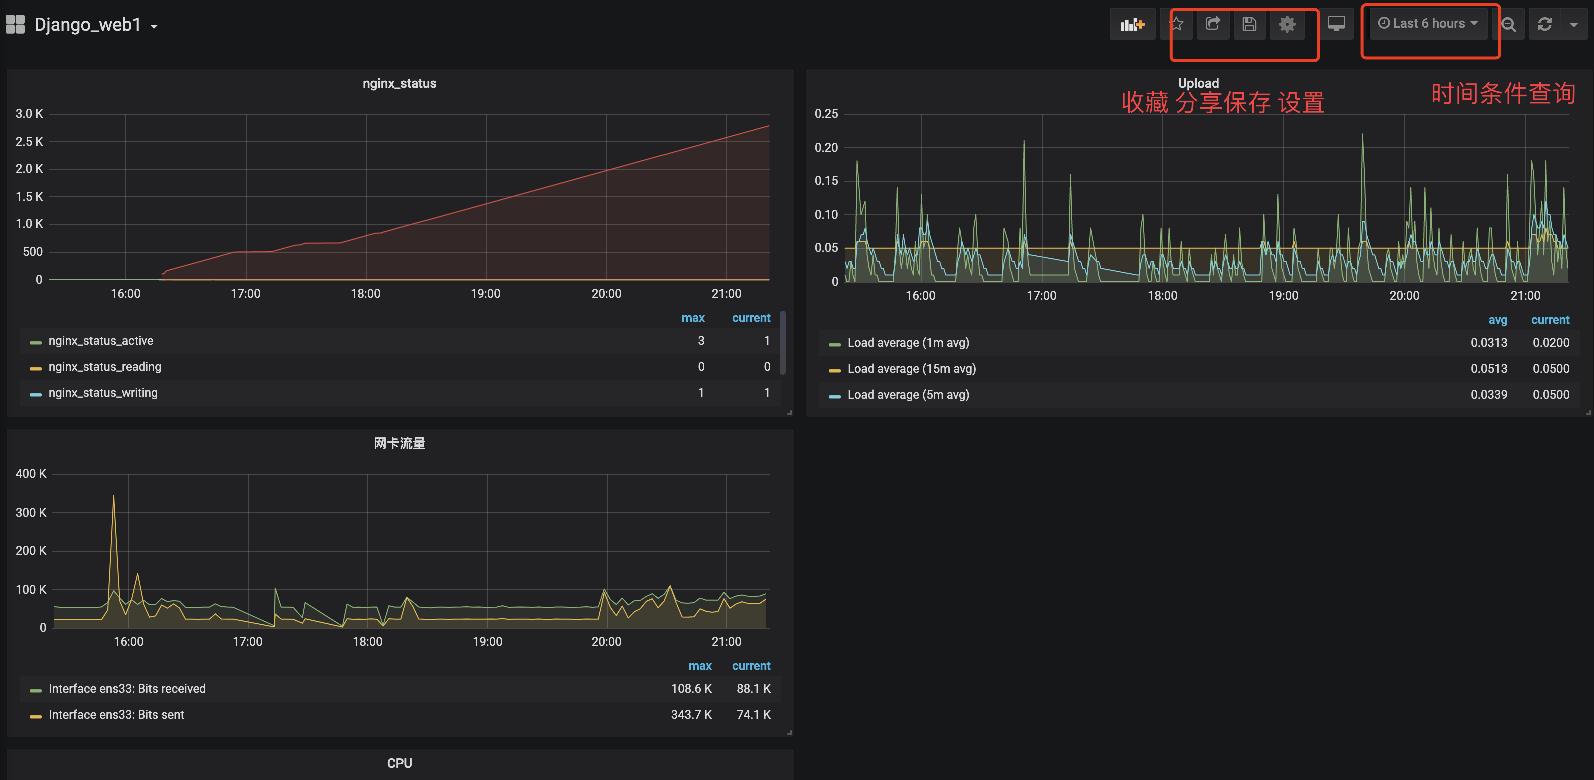 Django_web1
Last 6 hours
收藏 分享保存 设置
时间条件查询
nginx_status
3.0 K
2.5 K
2.0 K
1.5 K
1.0 K
500
0
16:00 17:00 18:00 19:00 20:00 21:00
max current
nginx_status_active 3 1
nginx_status_reading 0 0
nginx_status_writing 1 1
Upload
0.25
0.20
0.15
0.10
0.05
0
16:00 17:00 18:00 19:00 20:00 21:00
avg current
Load average (1m avg) 0.0313 0.0200
Load average (15m avg) 0.0513 0.0500
Load average (5m avg) 0.0339 0.0500
网卡流量
400 K
300 K
200 K
100 K
0
16:00 17:00 18:00 19:00 20:00 21:00
max current
Interface ens33: Bits received 108.6 K 88.1 K
Interface ens33: Bits sent 343.7 K 74.1 K
CPU